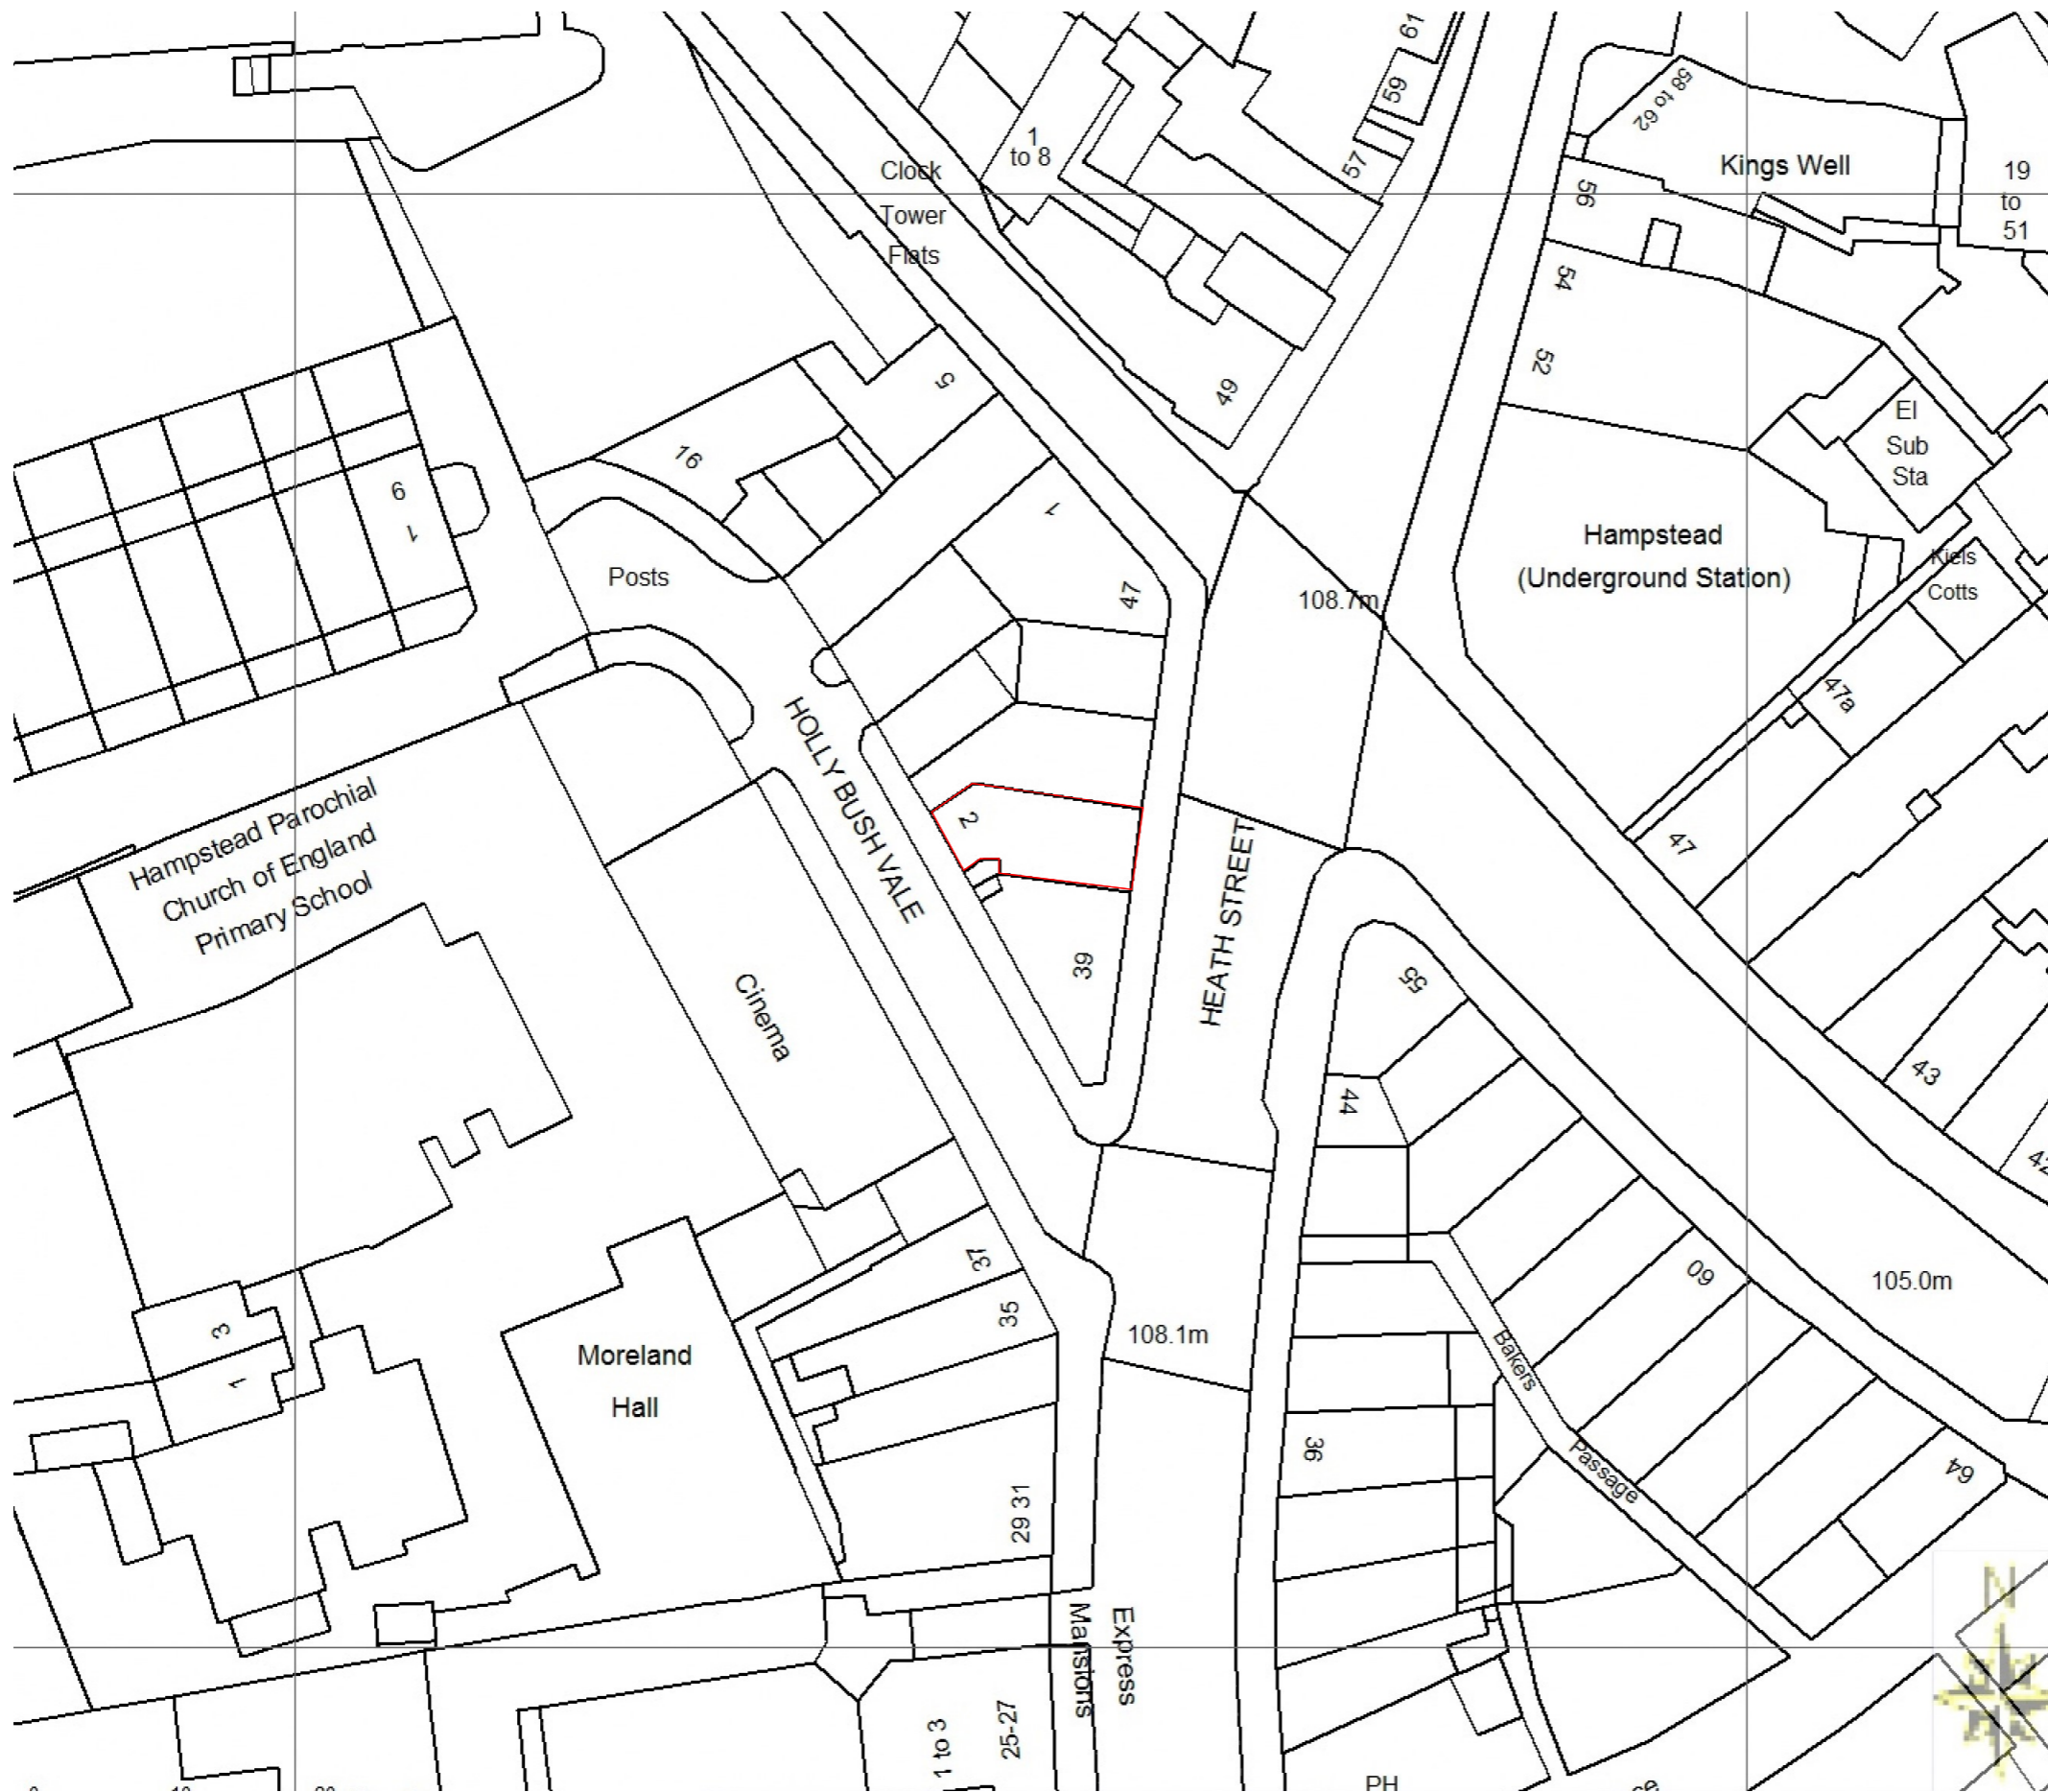 61
59
57
1
to 8
Clock
Tower
Flats
58 to 62
Kings Well
19
to
51
56
54
52
49
5
16
El
Sub
Sta
9
1
Posts
1
47
108.7m
Hampstead
(Underground Station)
Kiels
Cotts
47a
47
HOLLY BUSH VALE
2
HEATH STREET
39
Hampstead Parochial
Church of England
Primary School
Cinema
55
44
43
42
37
35
60
105.0m
108.1m
Moreland
Hall
3
1
Bakers
Passage
36
64
29 31
N
Express
Mansions
1 to 3
25-27
PH